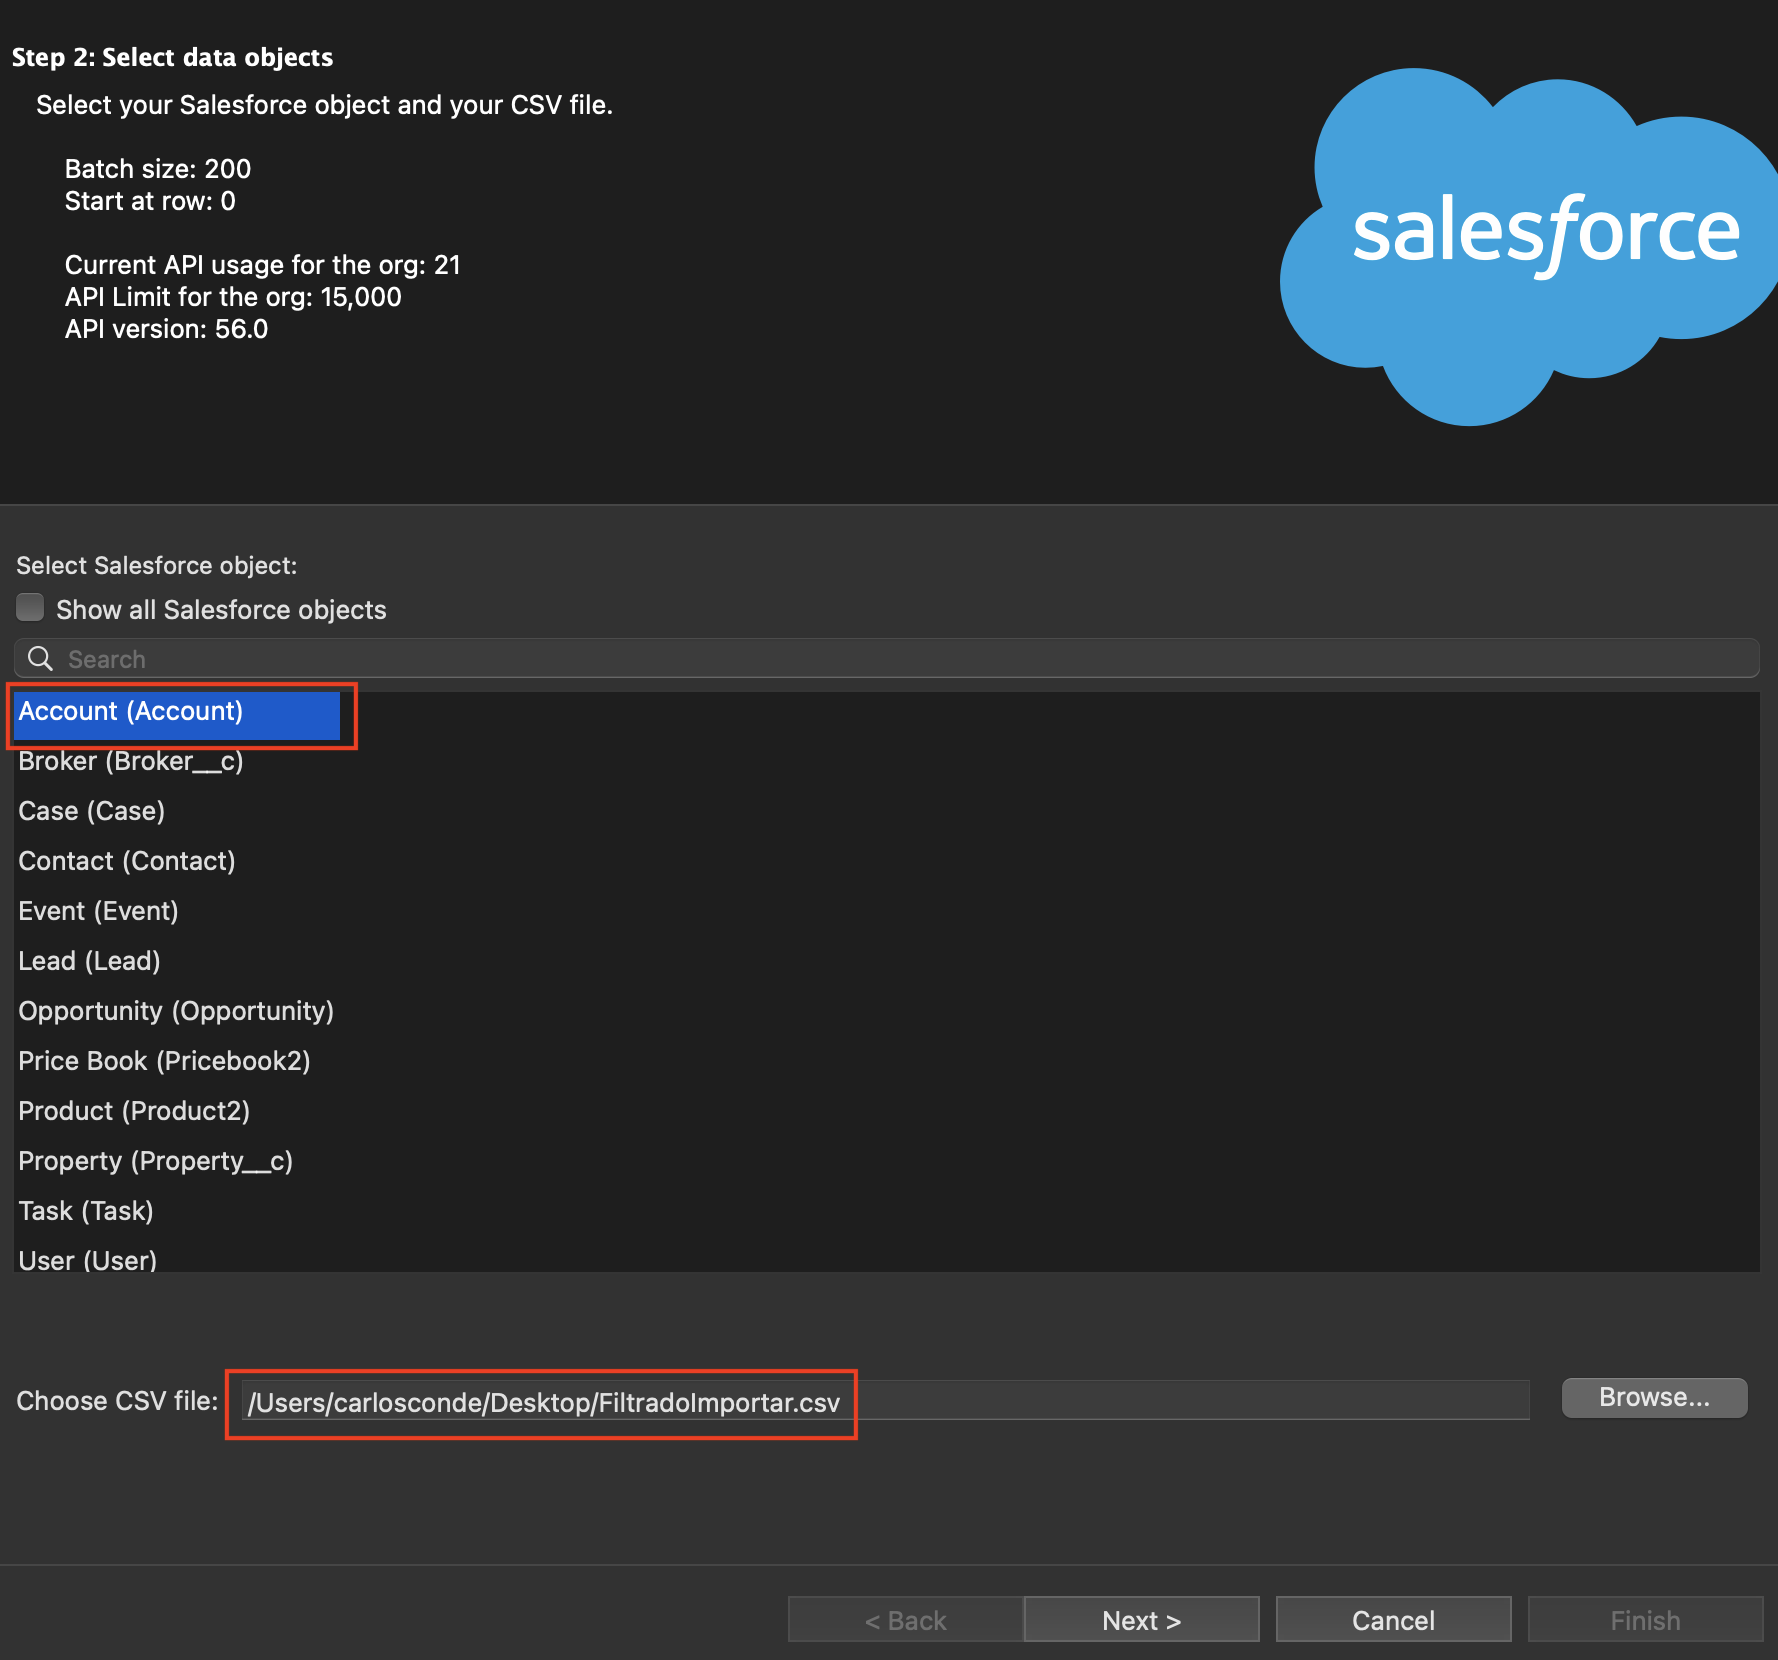 Step 2: Select data objects
Select your Salesforce object and your CSV file.
Batch size: 200
Start at row: 0
Current API usage for the org: 21
API Limit for the org: 15,000
API version: 56.0
salesforce
Select Salesforce object:
Show all Salesforce objects
Search
Account (Account)
Broker (Broker__c)
Case (Case)
Contact (Contact)
Event (Event)
Lead (Lead)
Opportunity (Opportunity)
Price Book (Pricebook2)
Product (Product2)
Property (Property__c)
Task (Task)
User (User)
Choose CSV file: /Users/carlosconde/Desktop/FiltradoImportar.csv Browse...
< Back Next > Cancel Finish